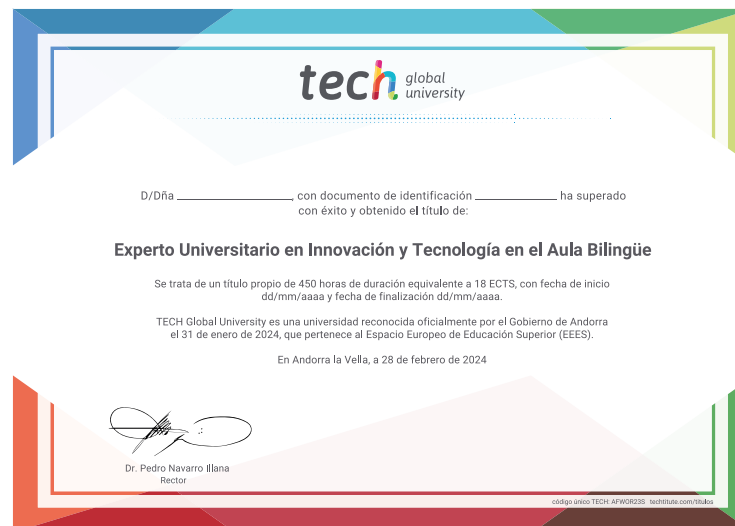 tech global university
D/Dña ____________, con documento de identificación ____________ ha superado
con éxito y obtenido el título de:
Experto Universitario en Innovación y Tecnología en el Aula Bilingüe
Se trata de un título propio de 450 horas de duración equivalente a 18 ECTS, con fecha de inicio
dd/mm/aaaa y fecha de finalización dd/mm/aaaa.
TECH Global University es una universidad reconocida oficialmente por el Gobierno de Andorra
el 31 de enero de 2024, que pertenece al Espacio Europeo de Educación Superior (EEES).
En Andorra la Vella, a 28 de febrero de 2024
Dr. Pedro Navarro Illana
Rector
código único TECH: AFWOR23S techtitute.com/titulos